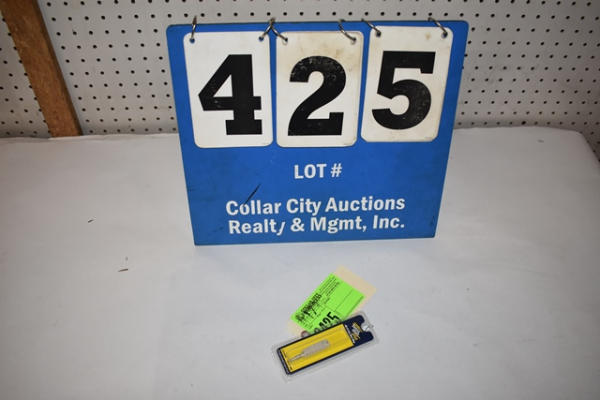 425
LOT #
Collar City Auctions
Realty & Mgmt, Inc.